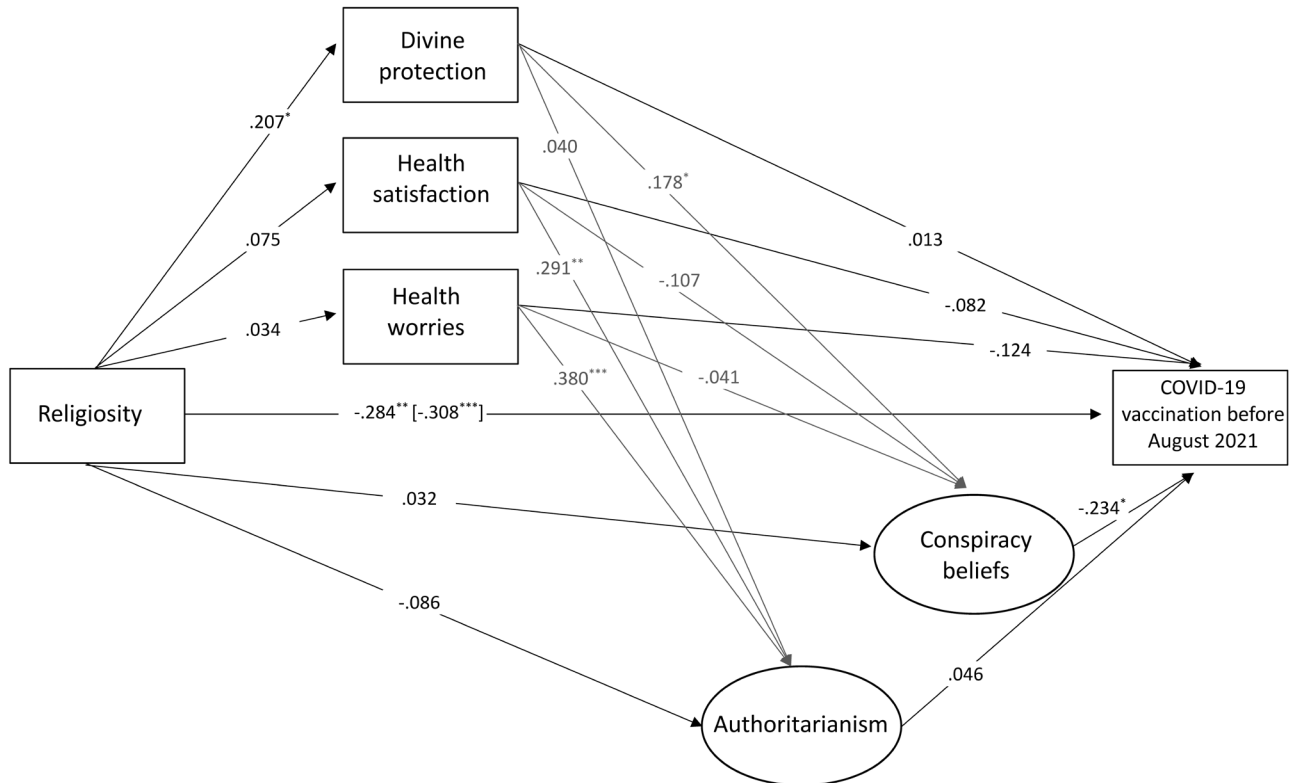 Divine
protection
.207*
.040
Health
satisfaction
.178*
.075
.013
.291**
-.107
Health
worries
-.082
.034
-.124
.380***
-.041
Religiosity
-.284** [-.308***]
COVID-19
vaccination before
August 2021
.032
-.234*
Conspiracy
beliefs
-.086
.046
Authoritarianism